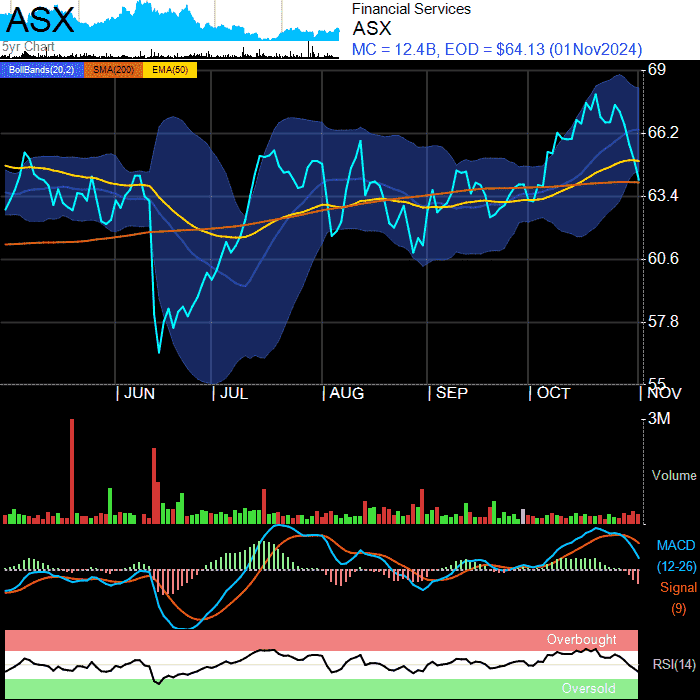 ASX
5yr Chart
Financial Services
ASX
MC = 12.4B, EOD = $64.13 (01Nov2024)
BollBands(20,2) SMA(200) EMA(50)
69
66.2
63.4
60.6
57.8
55
JUN JUL AUG SEP OCT NOV
3M
Volume
MACD
(12-26)
Signal
(9)
Overbought
RSI(14)
Oversold